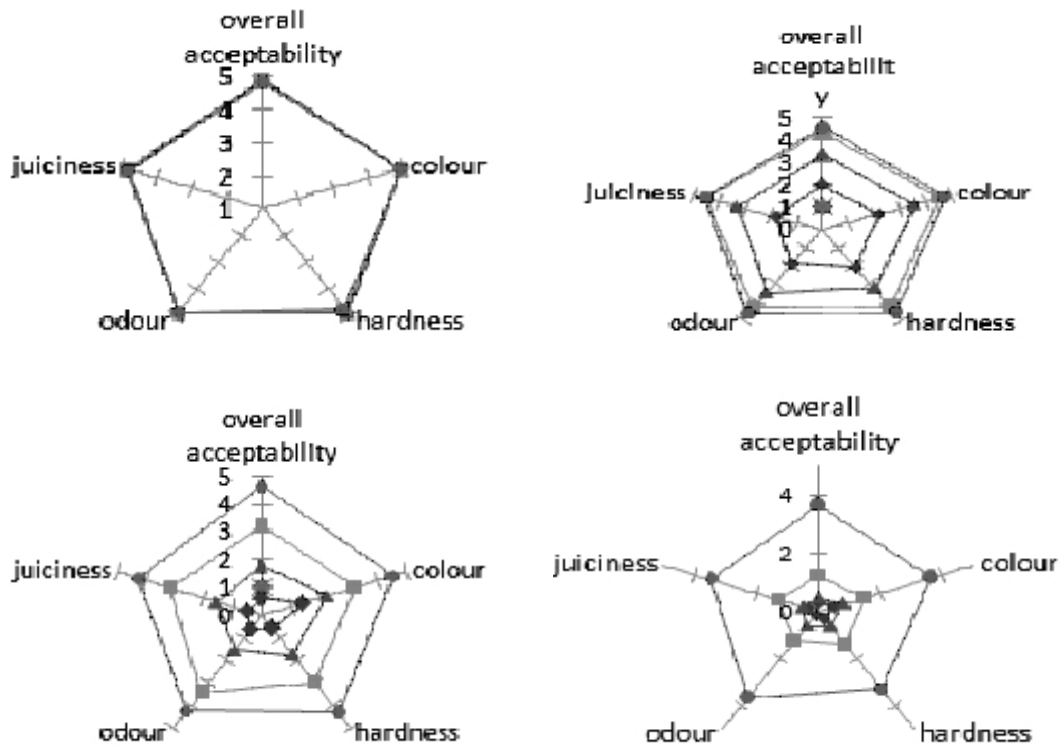 overall
acceptability
5
4
3
2
1
juiciness
colour
odour
hardness
overall
acceptabilit
y
5
4
3
2
1
0
juiciness
colour
odour
hardness
overall
acceptability
5
4
3
2
1
0
juiciness
colour
odour
hardness
overall
acceptability
4
2
0
juiciness
colour
odour
hardness